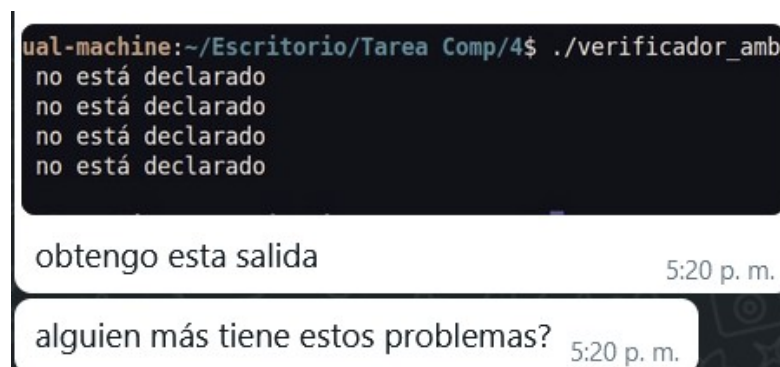 ual-machine:~/Escritorio/Tarea Comp/4$ ./verificador_amb
no está declarado
no está declarado
no está declarado
no está declarado
obtengo esta salida
5:20 p. m.
alguien más tiene estos problemas?
5:20 p. m.